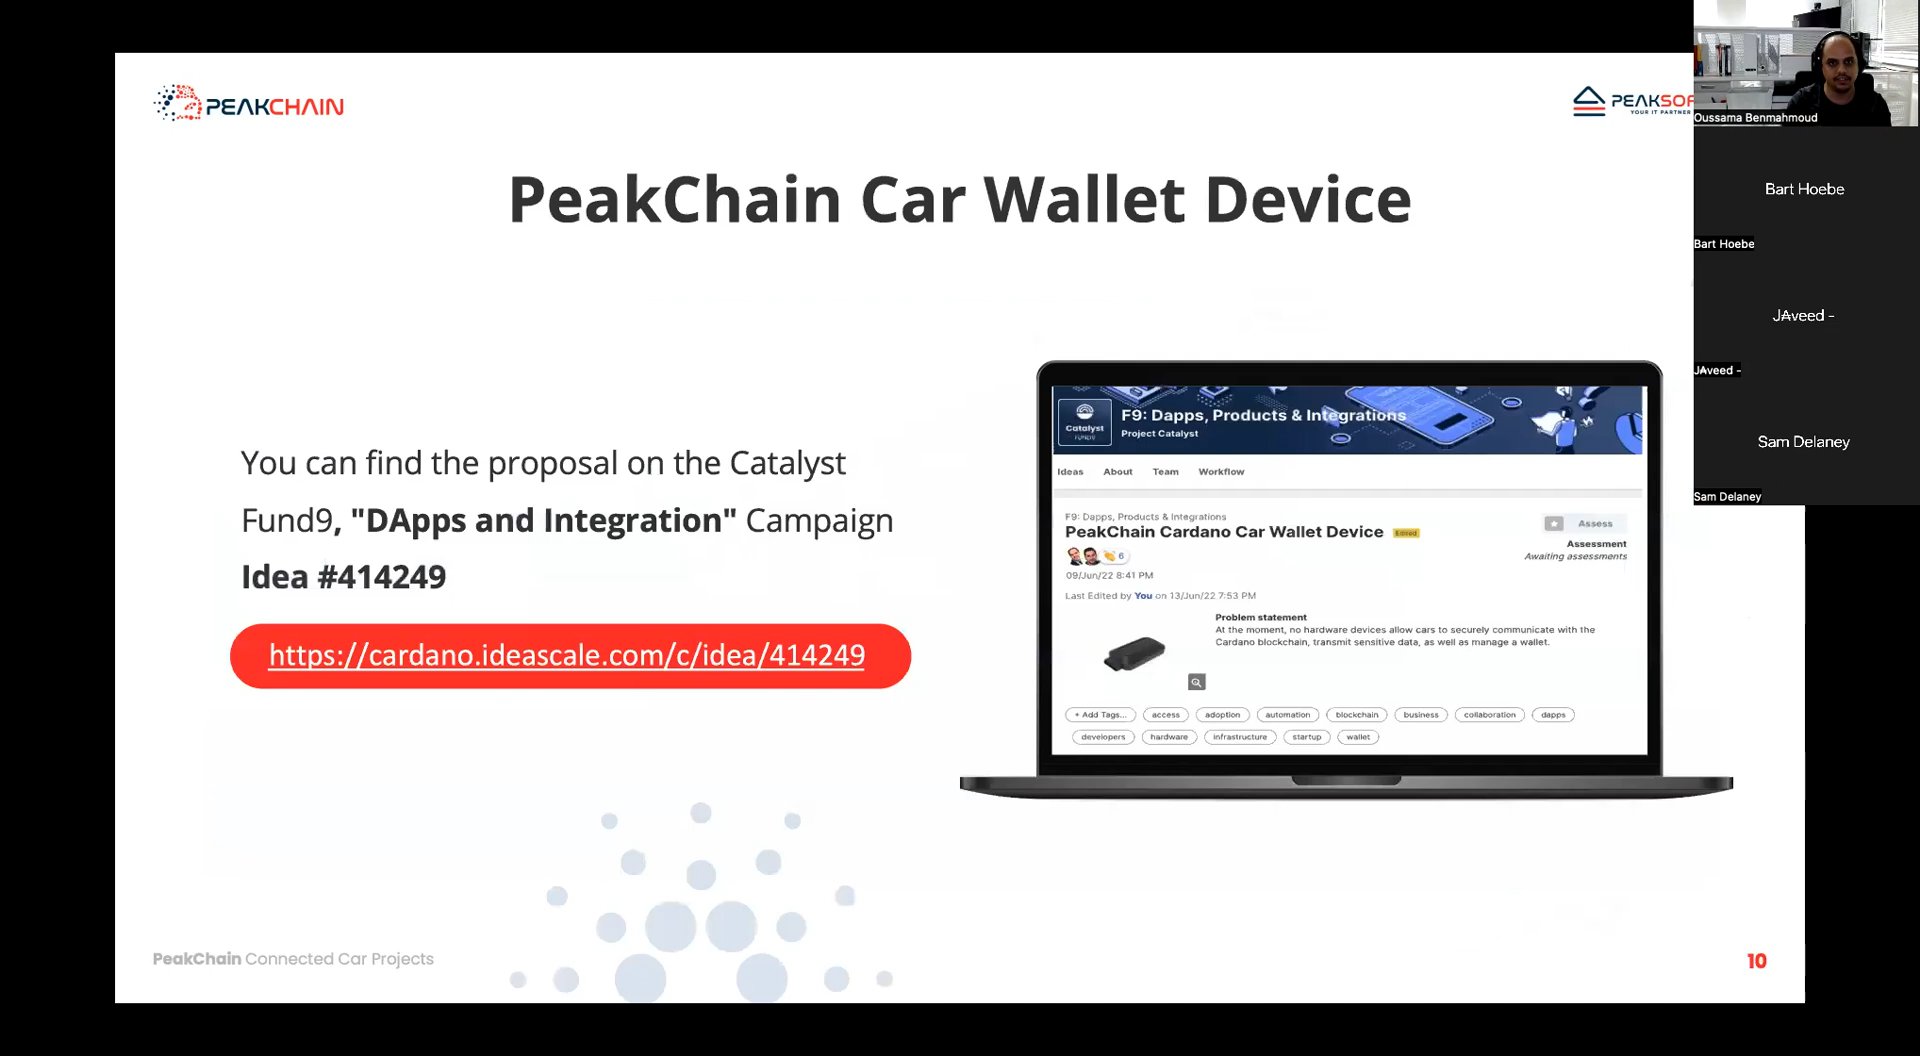 PEAKCHAIN
PEAKSOF
YOUR IT PARTNER
PeakChain Car Wallet Device
You can find the proposal on the Catalyst
Fund9, "DApps and Integration" Campaign
Idea #414249
https://cardano.ideascale.com/c/idea/414249
Catalyst
FUND9
F9: Dapps, Products & Integrations
Project Catalyst
Ideas About Team Workflow
F9: Dapps, Products & Integrations
PeakChain Cardano Car Wallet Device Edited
6
09/Jun/22 8:41 PM
Last Edited by You on 13/Jun/22 7:53 PM
Assess
Assessment
Awaiting assessments
Problem statement
At the moment, no hardware devices allow cars to securely communicate with the
Cardano blockchain, transmit sensitive data, as well as manage a wallet.
+ Add Tags... access adoption automation blockchain business collaboration dapps
developers hardware infrastructure startup wallet
PeakChain Connected Car Projects
10
Oussama Benmahmoud
Bart Hoebe
Bart Hoebe
JAveed -
JAveed -
Sam Delaney
Sam Delaney